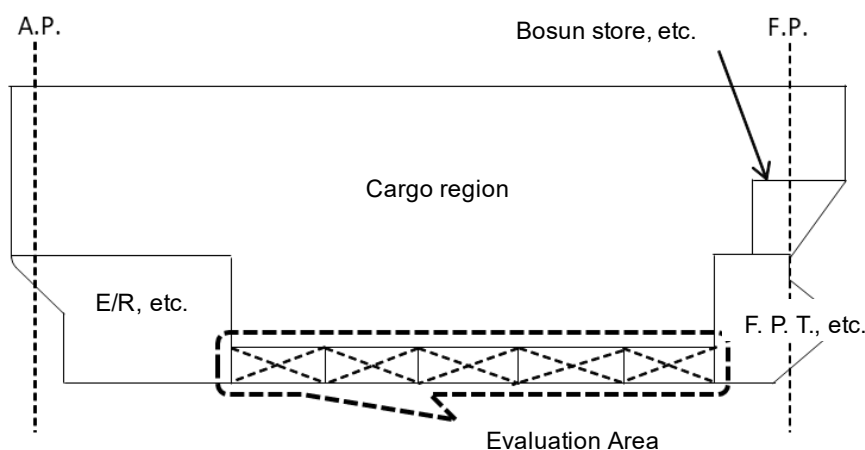 A.P.
Bosun store, etc.
F.P.
Cargo region
E/R, etc.
F. P. T., etc.
Evaluation Area